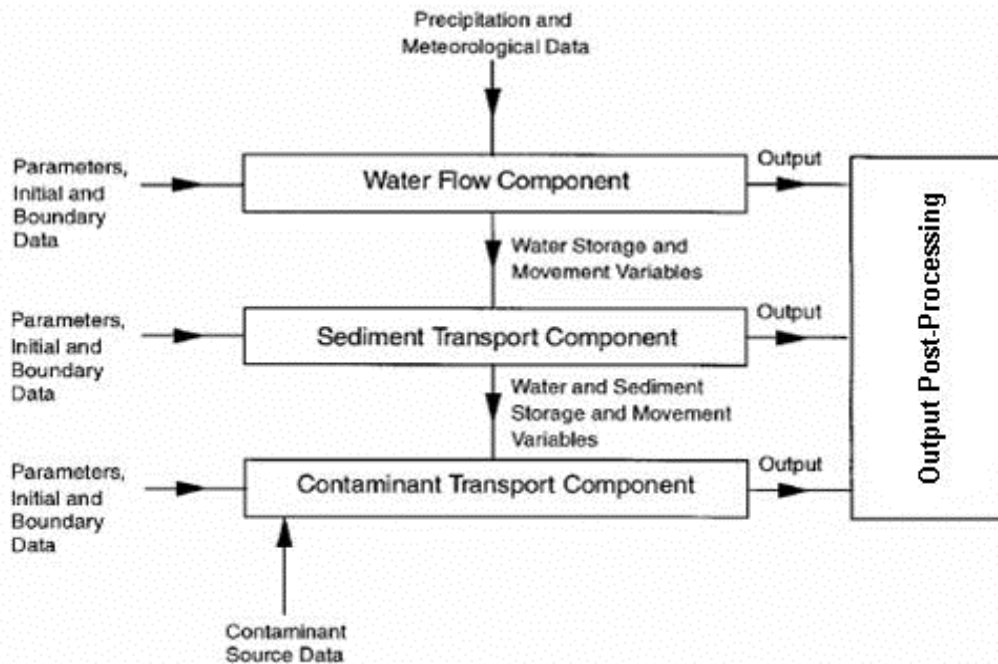 Precipitation and
Meteorological Data
Parameters,
Initial and
Boundary
Data
Water Flow Component
Output
Water Storage and
Movement Variables
Parameters,
Initial and
Boundary
Data
Sediment Transport Component
Output
Water and Sediment
Storage and Movement
Variables
Parameters,
Initial and
Boundary
Data
Contaminant Transport Component
Output
Contaminant
Source Data
Output Post-Processing